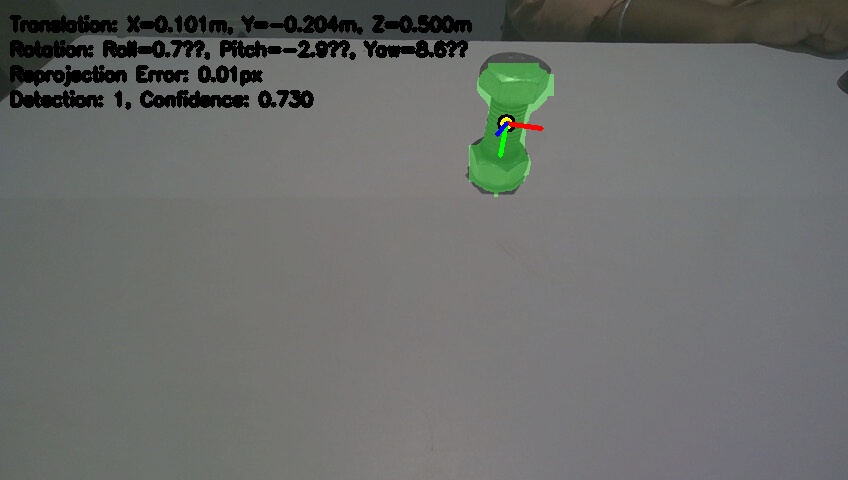 Translation: X=0.101m, Y=-0.204m, Z=0.500m
Rotation: Roll=0.7??, Pitch=-2.9??, Yaw=8.6??
Reprojection Error: 0.01px
Detection: 1, Confidence: 0.730